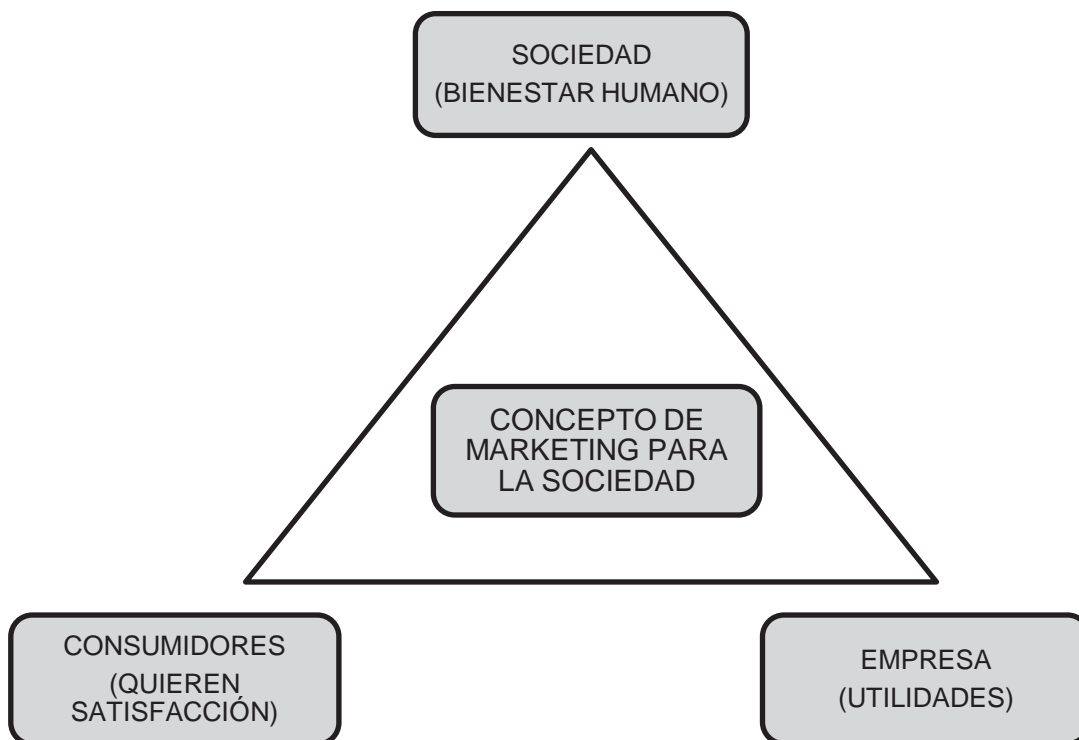 SOCIEDAD
(BIENESTAR HUMANO)
CONCEPTO DE
MARKETING PARA
LA SOCIEDAD
CONSUMIDORES
(QUIEREN
SATISFACCIÓN)
EMPRESA
(UTILIDADES)